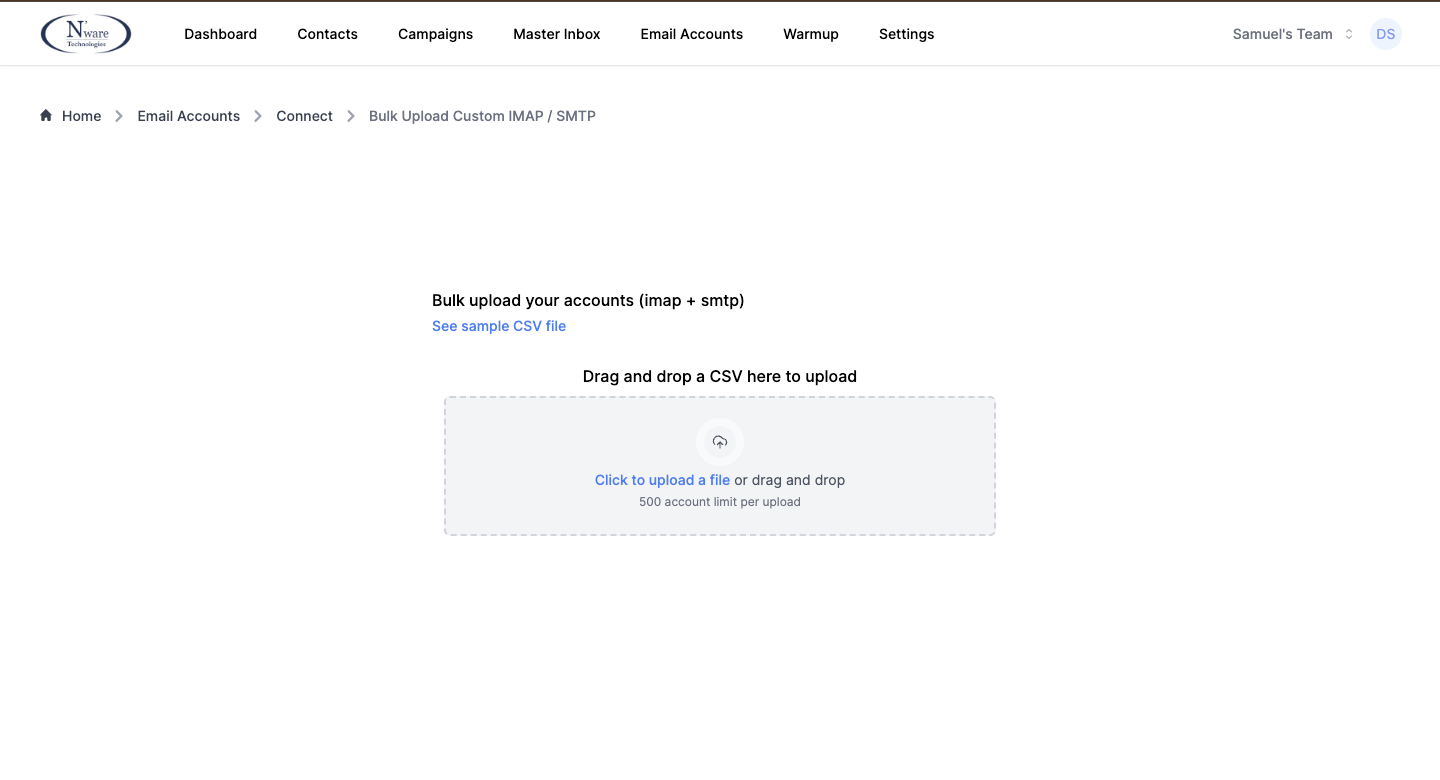 N'ware
Technologies
Dashboard
Contacts
Campaigns
Master Inbox
Email Accounts
Warmup
Settings
Samuel's Team
DS
Home
Email Accounts
Connect
Bulk Upload Custom IMAP / SMTP
Bulk upload your accounts (imap + smtp)
See sample CSV file
Drag and drop a CSV here to upload
Click to upload a file or drag and drop
500 account limit per upload